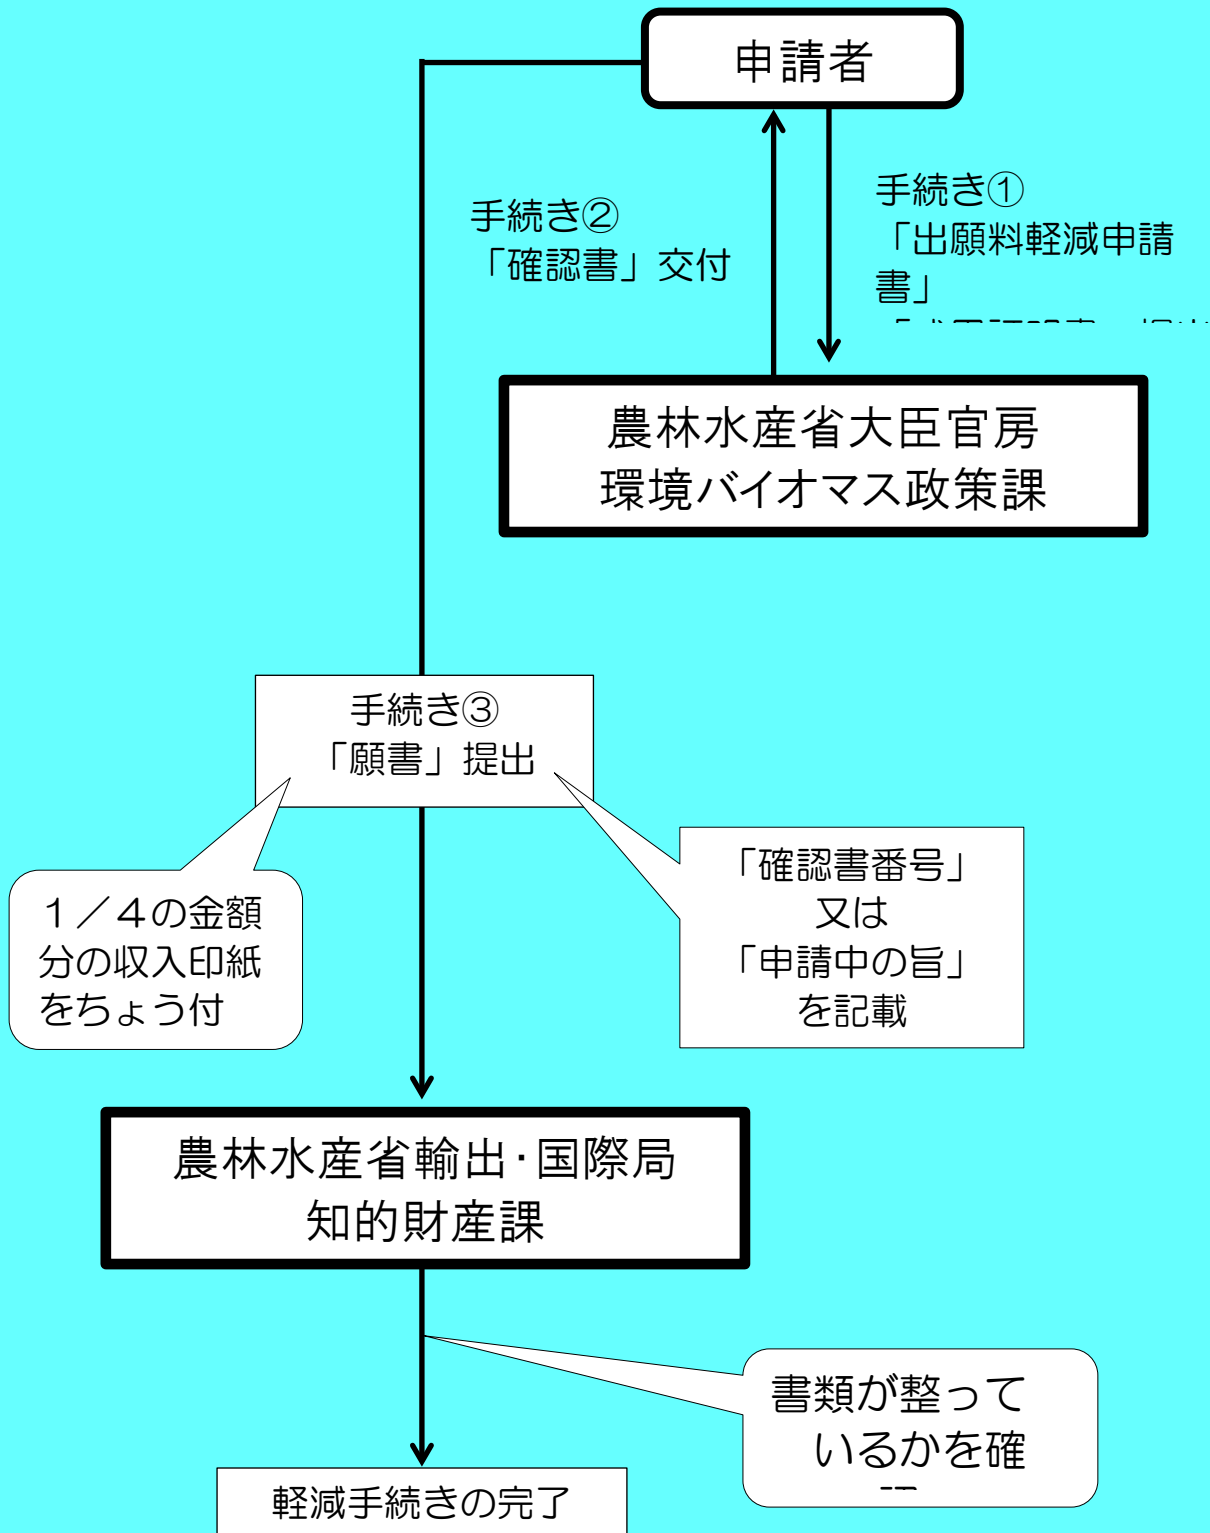 申請者
手続き①
「出願料軽減申請
書」
手続き②
「確認書」交付
農林水産省大臣官房
環境バイオマス政策課
手続き③
「願書」提出
1／4の金額
分の収入印紙
をちょう付
「確認書番号」
又は
「申請中の旨」
を記載
農林水産省輸出・国際局
知的財産課
書類が整って
いるかを確
軽減手続きの完了